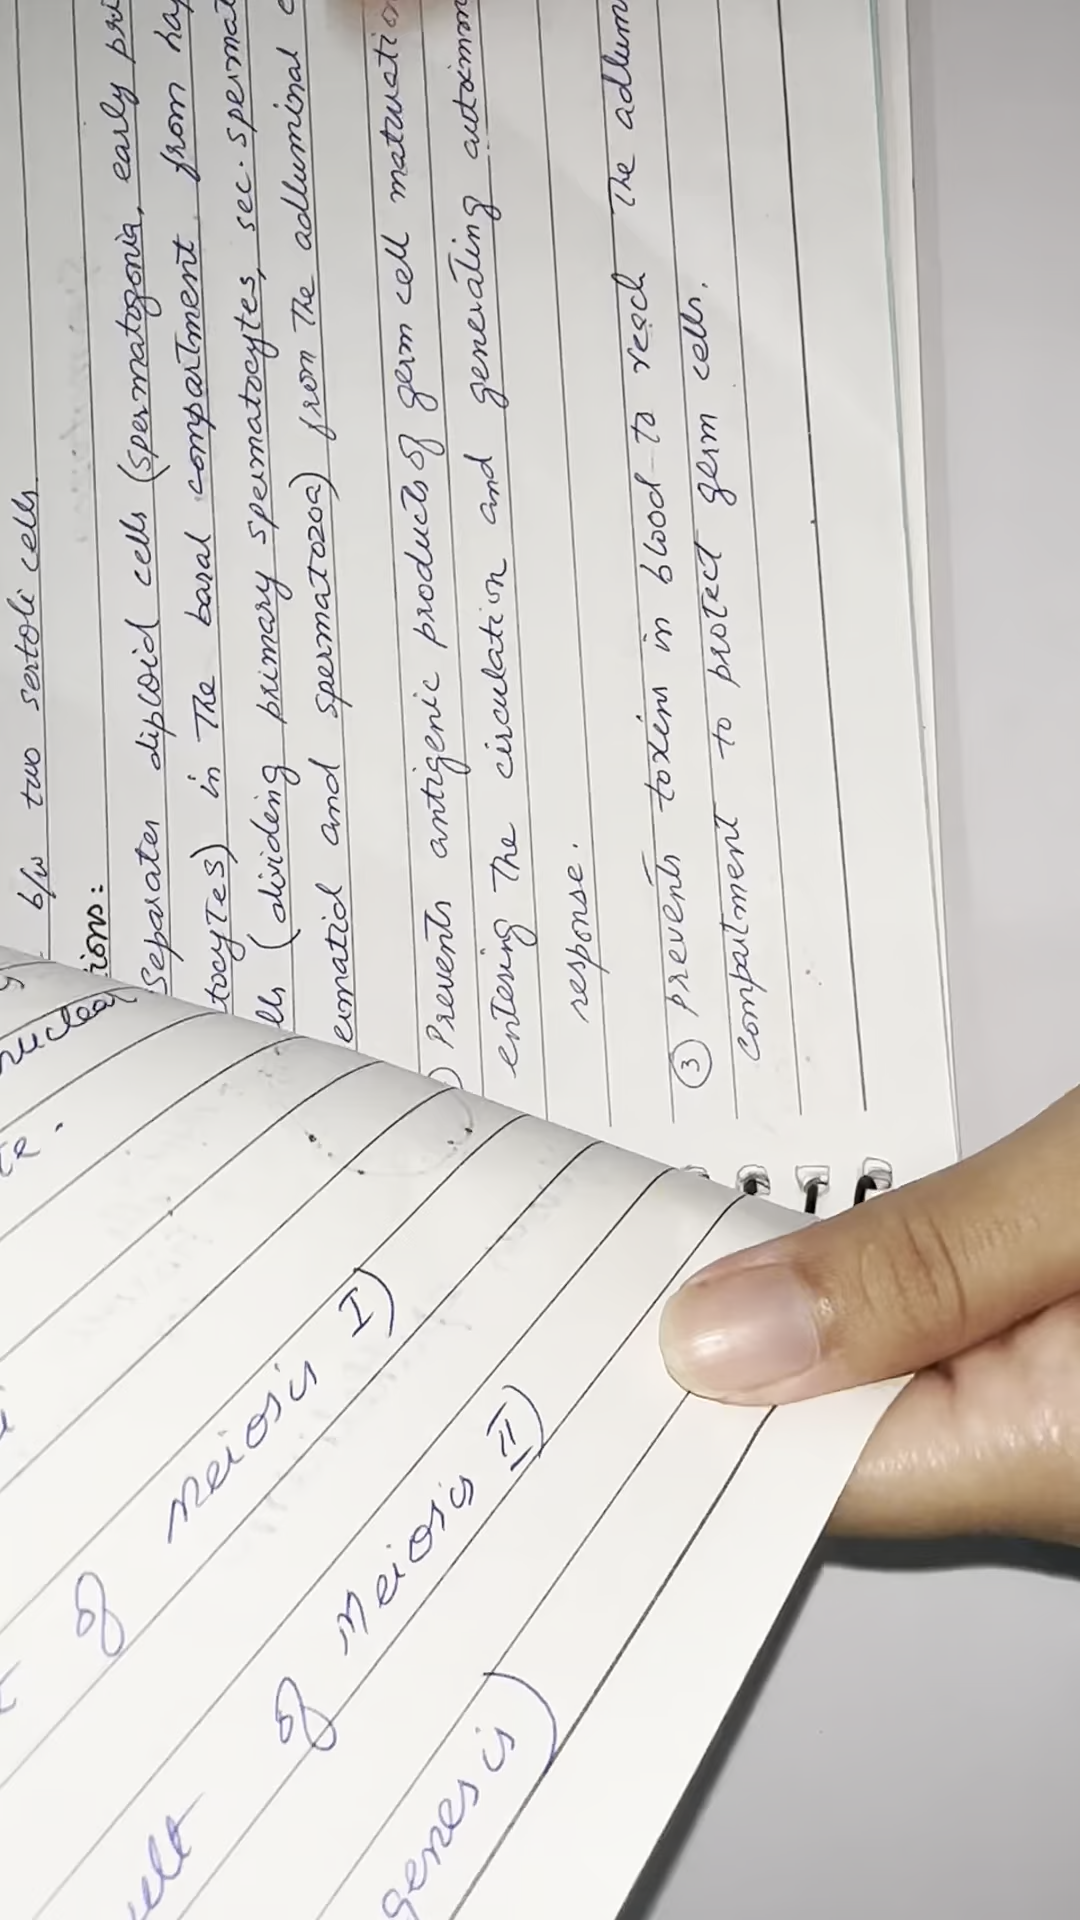 b/w two sertoli cells
ions:
Separates diploid cells (spermatogonia, early pri
tocytes) in The basal compartment from hap
lls (dividing primary spermatocytes, sec. spermat
ermatid and spermatozoa) from The adluminal c
Prevents antigenic products of germ cell maturation
entering The circulation and generating autoimm
response.
③ prevents toxins in blood to reach The adlum
compartment to protect germ cells.
nuclear
te.
of meiosis I)
of Meiosis II)
genesis)